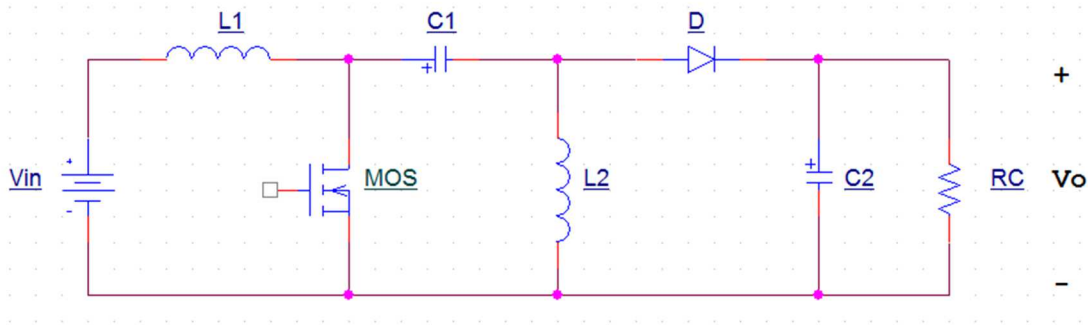 L1
C1
D
+
+
Vin
+
-
MOS
L2
+
C2
RC
Vo
-